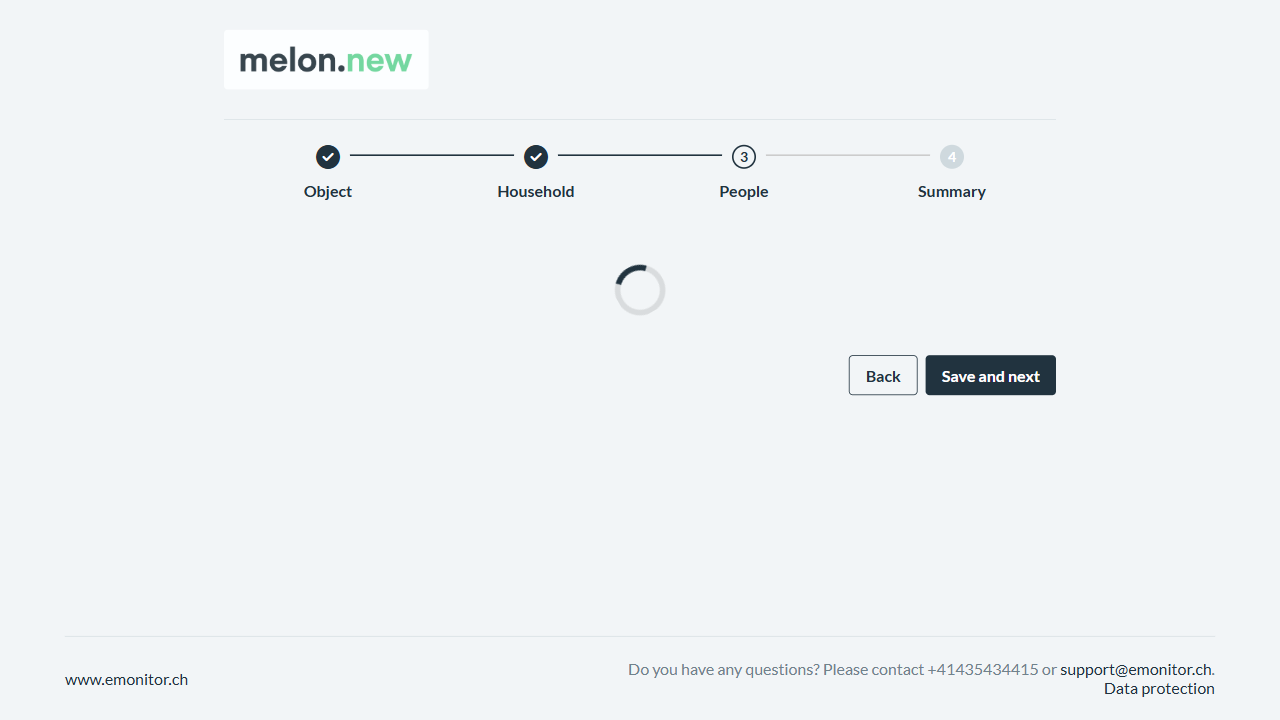 melon.new
3
4
Object
Household
People
Summary
Back
Save and next
www.emonitor.ch
Do you have any questions? Please contact +41435434415 or support@emonitor.ch.
Data protection